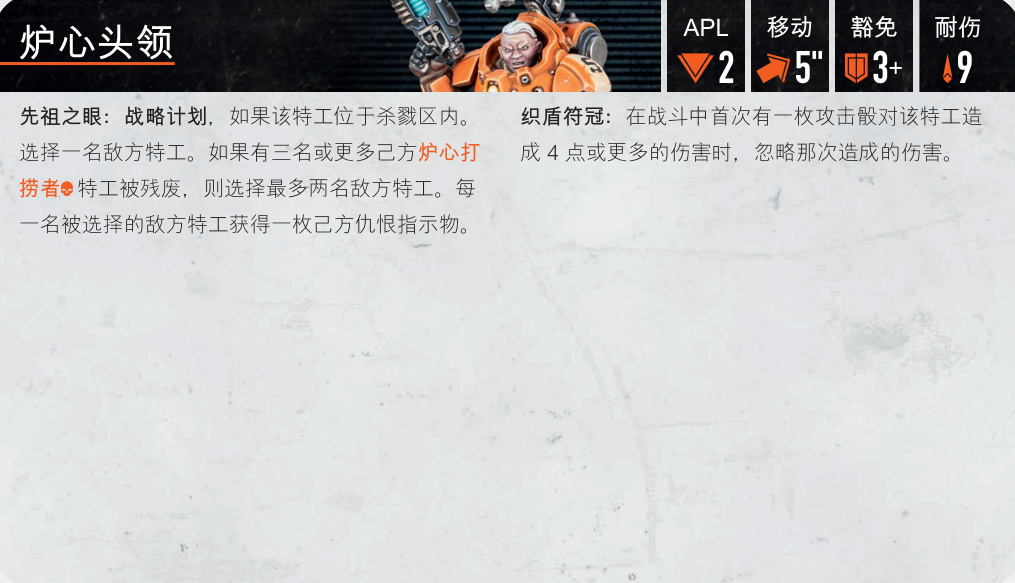 炉心头领
APL 移动 豁免 耐伤
2 5" 3+ 9
先祖之眼：战略计划，如果该特工位于杀戮区内。
选择一名敌方特工。如果有三名或更多己方炉心打
捞者特工被残废，则选择最多两名敌方特工。每
一名被选择的敌方特工获得一枚己方仇恨指示物。
织盾符冠：在战斗中首次有一枚攻击骰对该特工造
成 4 点或更多的伤害时，忽略那次造成的伤害。